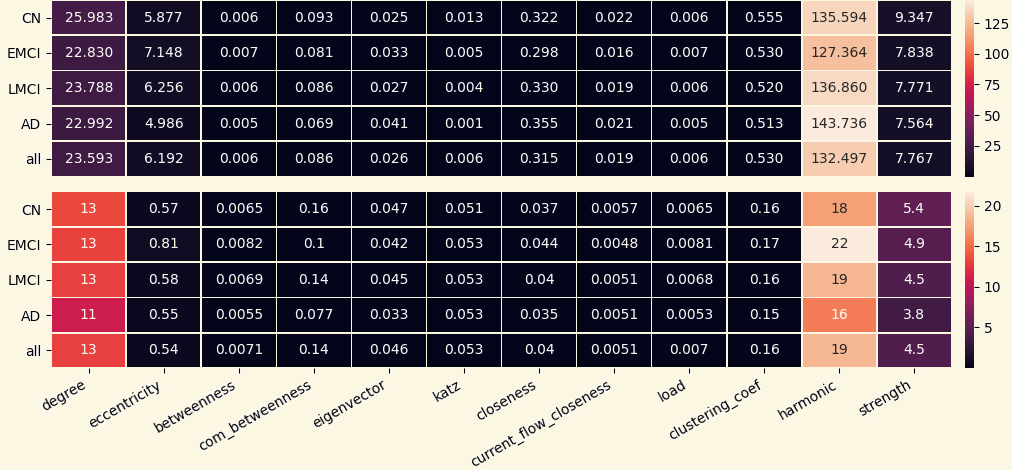 CN 25.983 5.877 0.006 0.093 0.025 0.013 0.322 0.022 0.006 0.555 135.594 9.347
EMCI 22.830 7.148 0.007 0.081 0.033 0.005 0.298 0.016 0.007 0.530 127.364 7.838
LMCI 23.788 6.256 0.006 0.086 0.027 0.004 0.330 0.019 0.006 0.520 136.860 7.771
AD 22.992 4.986 0.005 0.069 0.041 0.001 0.355 0.021 0.005 0.513 143.736 7.564
all 23.593 6.192 0.006 0.086 0.026 0.006 0.315 0.019 0.006 0.530 132.497 7.767
125
100
75
50
25
CN 13 0.57 0.0065 0.16 0.047 0.051 0.037 0.0057 0.0065 0.16 18 5.4
EMCI 13 0.81 0.0082 0.1 0.042 0.053 0.044 0.0048 0.0081 0.17 22 4.9
LMCI 13 0.58 0.0069 0.14 0.045 0.053 0.04 0.0051 0.0068 0.16 19 4.5
AD 11 0.55 0.0055 0.077 0.033 0.053 0.035 0.0051 0.0053 0.15 16 3.8
all 13 0.54 0.0071 0.14 0.046 0.053 0.04 0.0051 0.007 0.16 19 4.5
20
15
10
5
degree eccentricity betweenness com_betweenness eigenvector katz closeness current_flow_closeness load clustering_coef harmonic strength